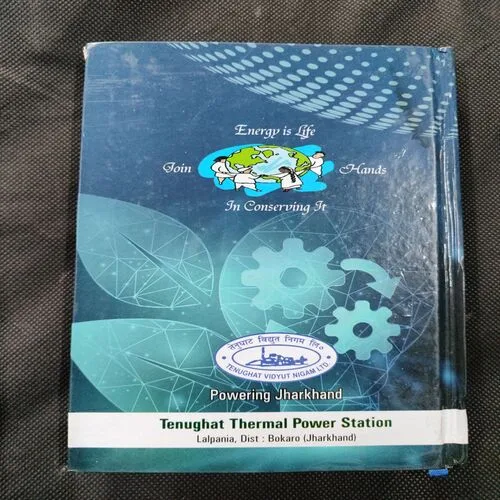 Energy is Life
Join Hands
In Conserving It
तेनुघाट विद्युत निगम लि०
TENUGHAT VIDYUT NIGAM LTD.
Powering Jharkhand
Tenughat Thermal Power Station
Lalpania, Dist : Bokaro (Jharkhand)